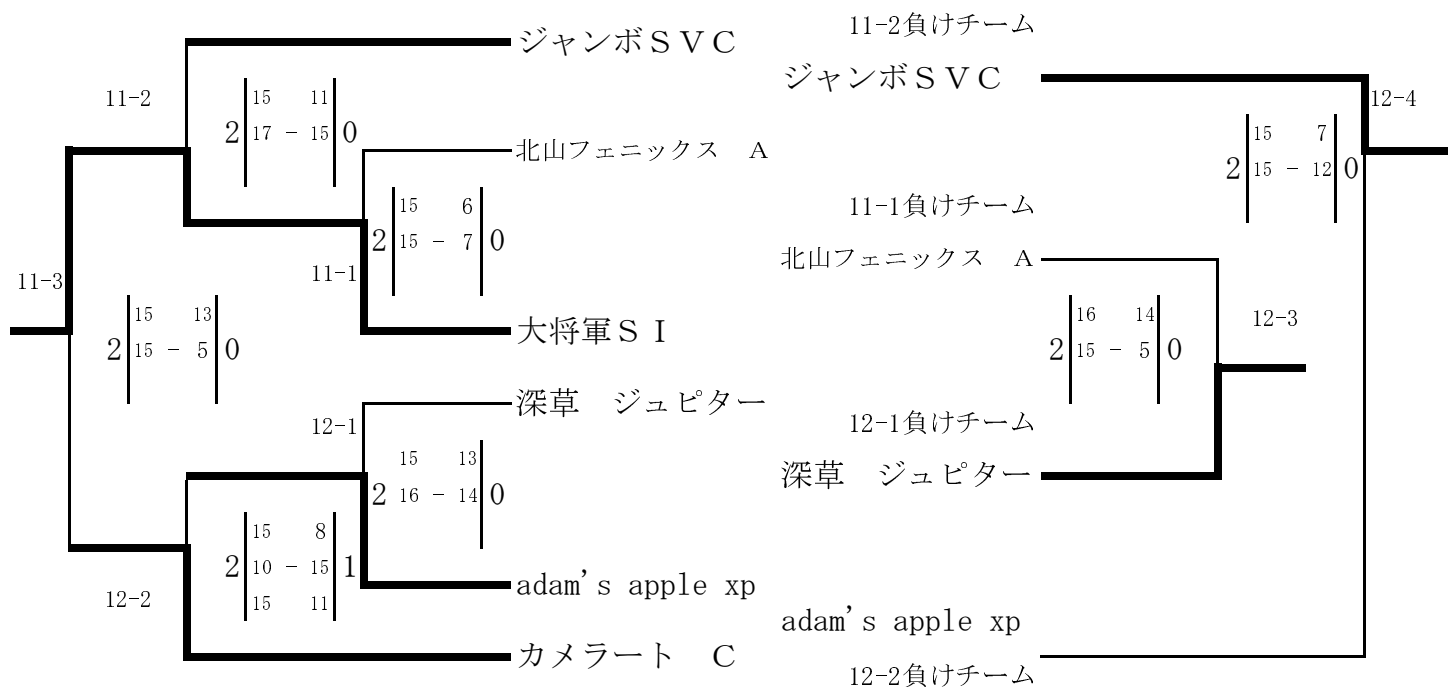 ジャンボＳＶＣ
11-2
15 11
2 17 - 15 0
北山フェニックス　A
15 6
2 15 - 7 0
11-1
11-3
大将軍ＳＩ
15 13
2 15 - 5 0
深草　ジュピター
12-1
15 13
2 16 - 14 0
15 8
2 10 - 15 1
15 11
adam's apple xp
12-2
カメラート　Ｃ
11-2負けチーム
ジャンボＳＶＣ
12-4
15 7
2 15 - 12 0
11-1負けチーム
北山フェニックス　A
16 14
2 15 - 5 0
12-3
12-1負けチーム
深草　ジュピター
adam's apple xp
12-2負けチーム